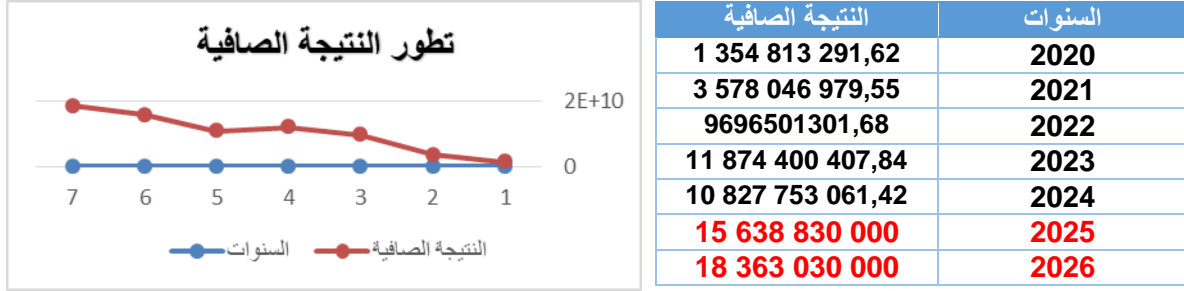 تطور النتيجة الصافية
2E+10
0
7 6 5 4 3 2 1
السنوات النتيجة الصافية
السنوات النتيجة الصافية
2020 1 354 813 291,62
2021 3 578 046 979,55
2022 9696501301,68
2023 11 874 400 407,84
2024 10 827 753 061,42
2025 15 638 830 000
2026 18 363 030 000